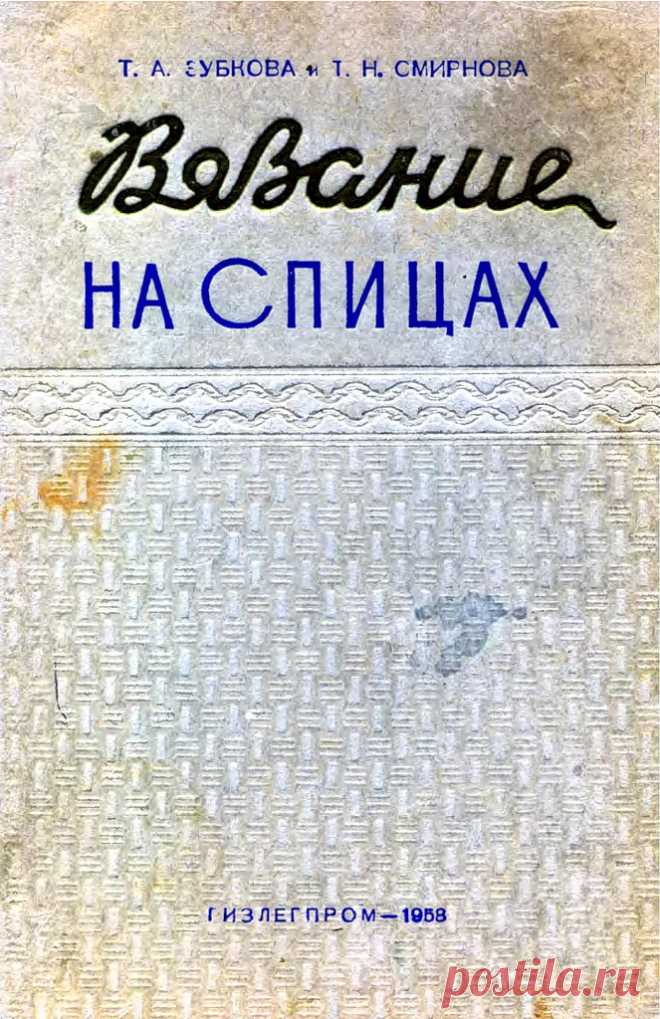 Т. А. ЗУБКОВА и Т. Н. СМИРНОВА
Вязание
НА СПИЦАХ
ГИЗЛЕГПРОМ—1958
postila.ru